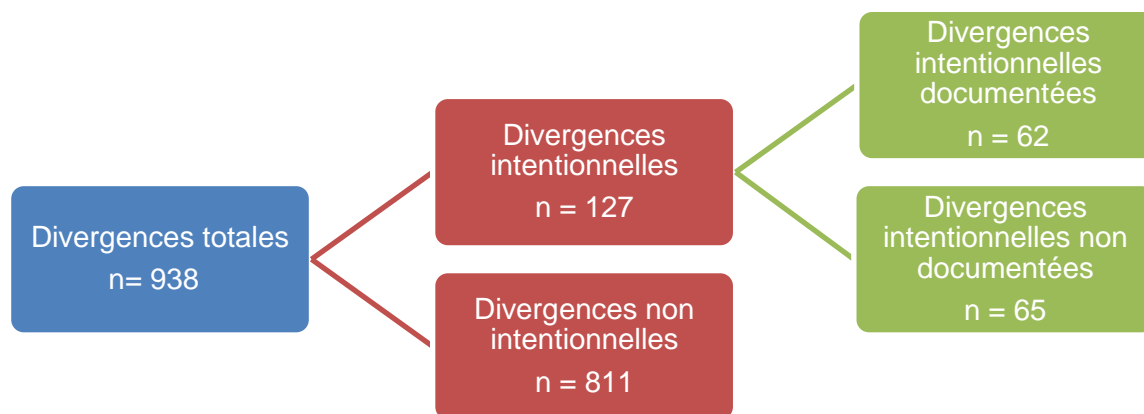 Divergences totales
n= 938
Divergences
intentionnelles
n = 127
Divergences non
intentionnelles
n = 811
Divergences
intentionnelles
documentées
n = 62
Divergences
intentionnelles non
documentées
n = 65